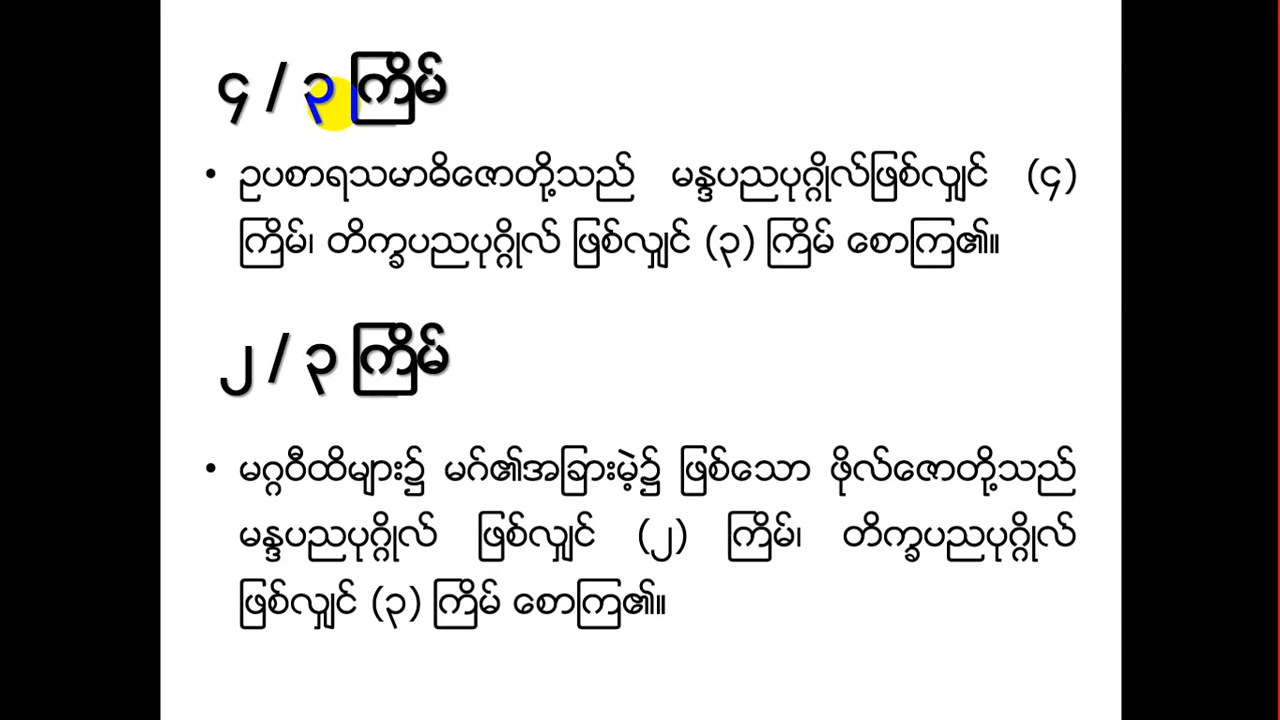 ၄ / ၃ ကြိမ်
• ဥပစာရသမာဓိဇောတို့သည် မန္ဒပညပုဂ္ဂိုလ်ဖြစ်လျှင် (၄)
ကြိမ်၊ တိက္ခပညပုဂ္ဂိုလ် ဖြစ်လျှင် (၃) ကြိမ် စောကြ၏။
၂ / ၃ ကြိမ်
• မဂ္ဂဝီထိများ၌ မဂ်၏အခြားမဲ့၌ ဖြစ်သော ဖိုလ်ဇောတို့သည်
မန္ဒပညပုဂ္ဂိုလ် ဖြစ်လျှင် (၂) ကြိမ်၊ တိက္ခပညပုဂ္ဂိုလ်
ဖြစ်လျှင် (၃) ကြိမ် စောကြ၏။